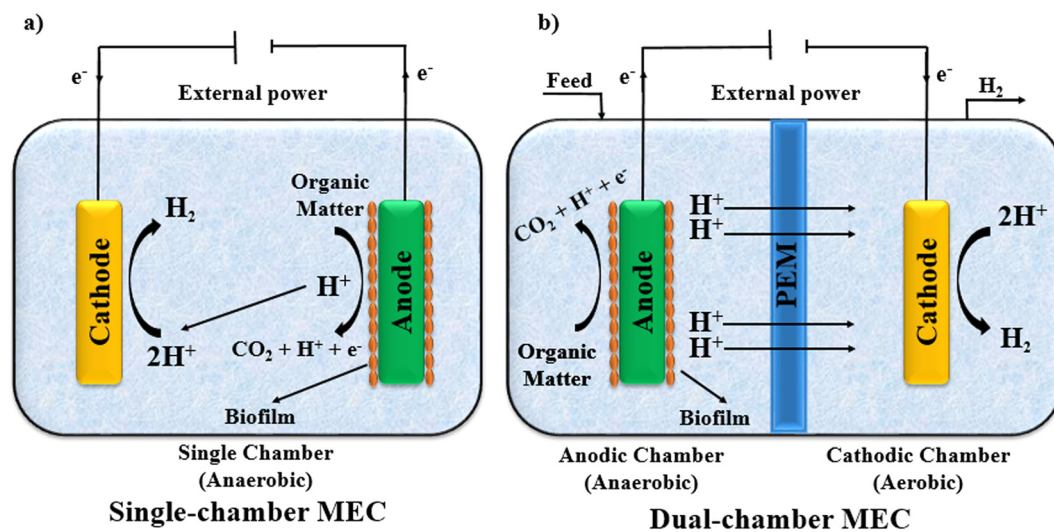 a)
e⁻
e⁻
External power
Cathode
H₂
2H⁺
Organic
Matter
H⁺
CO₂ + H⁺ + e⁻
Anode
Biofilm
Single Chamber
(Anaerobic)
Single-chamber MEC
b)
Feed
e⁻
e⁻
External power
H₂
CO₂ + H⁺ + e⁻
Organic
Matter
Anode
H⁺
H⁺
H⁺
H⁺
Biofilm
PEM
Cathode
2H⁺
H₂
Anodic Chamber
(Anaerobic)
Cathodic Chamber
(Aerobic)
Dual-chamber MEC